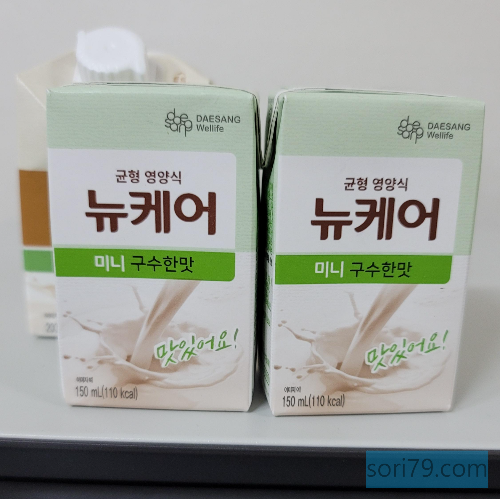 DAESANG
Wellife
균형 영양식
뉴케어
미니 구수한맛
맛있어요!
150 mL(110 kcal)
DAESANG
Wellife
균형 영양식
뉴케어
미니 구수한맛
맛있어요!
150 mL(110 kcal)
sori79.com